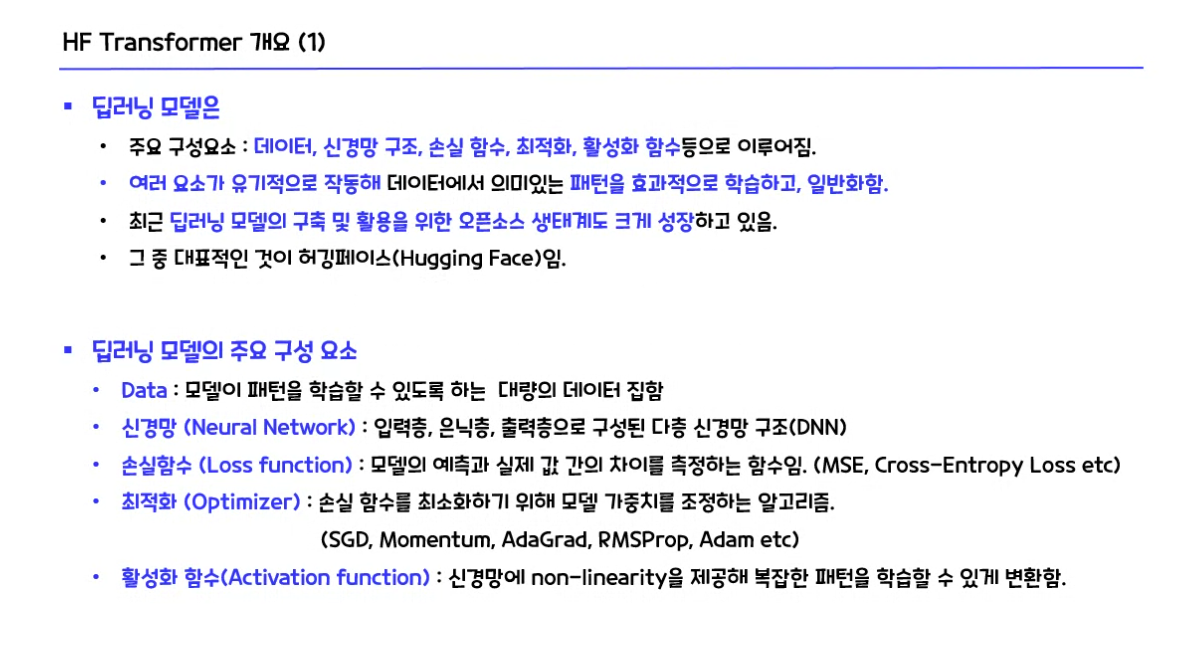 HF Transformer 개요 (1)
▪ 딥러닝 모델은
• 주요 구성요소 : 데이터, 신경망 구조, 손실 함수, 최적화, 활성화 함수등으로 이루어짐.
• 여러 요소가 유기적으로 작동해 데이터에서 의미있는 패턴을 효과적으로 학습하고, 일반화함.
• 최근 딥러닝 모델의 구축 및 활용을 위한 오픈소스 생태계도 크게 성장하고 있음.
• 그 중 대표적인 것이 허깅페이스(Hugging Face)임.
▪ 딥러닝 모델의 주요 구성 요소
• Data : 모델이 패턴을 학습할 수 있도록 하는 대량의 데이터 집합
• 신경망 (Neural Network) : 입력층, 은닉층, 출력층으로 구성된 다층 신경망 구조(DNN)
• 손실함수 (Loss function) : 모델의 예측과 실제 값 간의 차이를 측정하는 함수임. (MSE, Cross-Entropy Loss etc)
• 최적화 (Optimizer) : 손실 함수를 최소화하기 위해 모델 가중치를 조정하는 알고리즘.
(SGD, Momentum, AdaGrad, RMSProp, Adam etc)
• 활성화 함수(Activation function) : 신경망에 non-linearity을 제공해 복잡한 패턴을 학습할 수 있게 변환함.